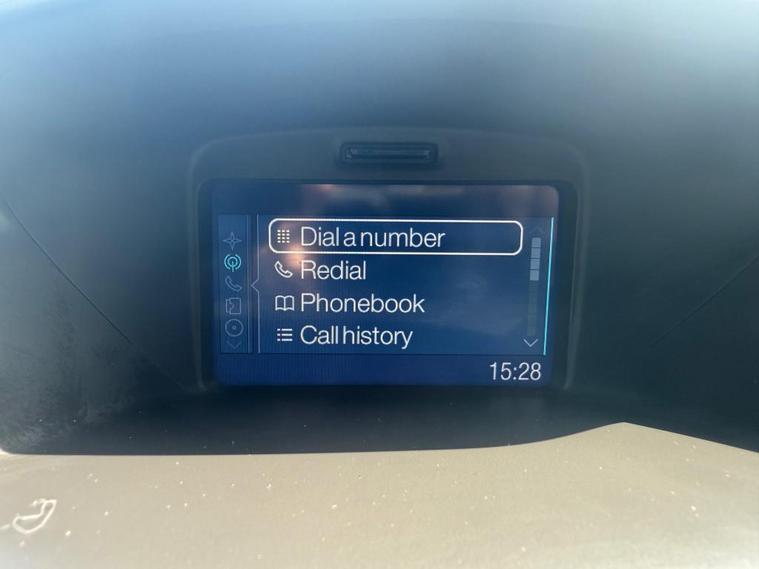 Dial a number
Redial
Phonebook
Call history
15:28